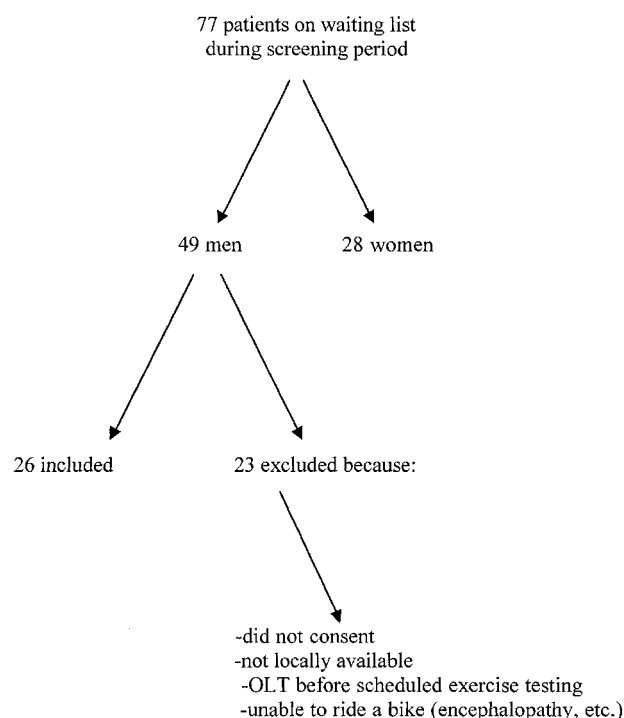 77 patients on waiting list
during screening period
49 men
28 women
26 included
23 excluded because:
-did not consent
-not locally available
-OLT before scheduled exercise testing
-unable to ride a bike (encephalopathy, etc.)